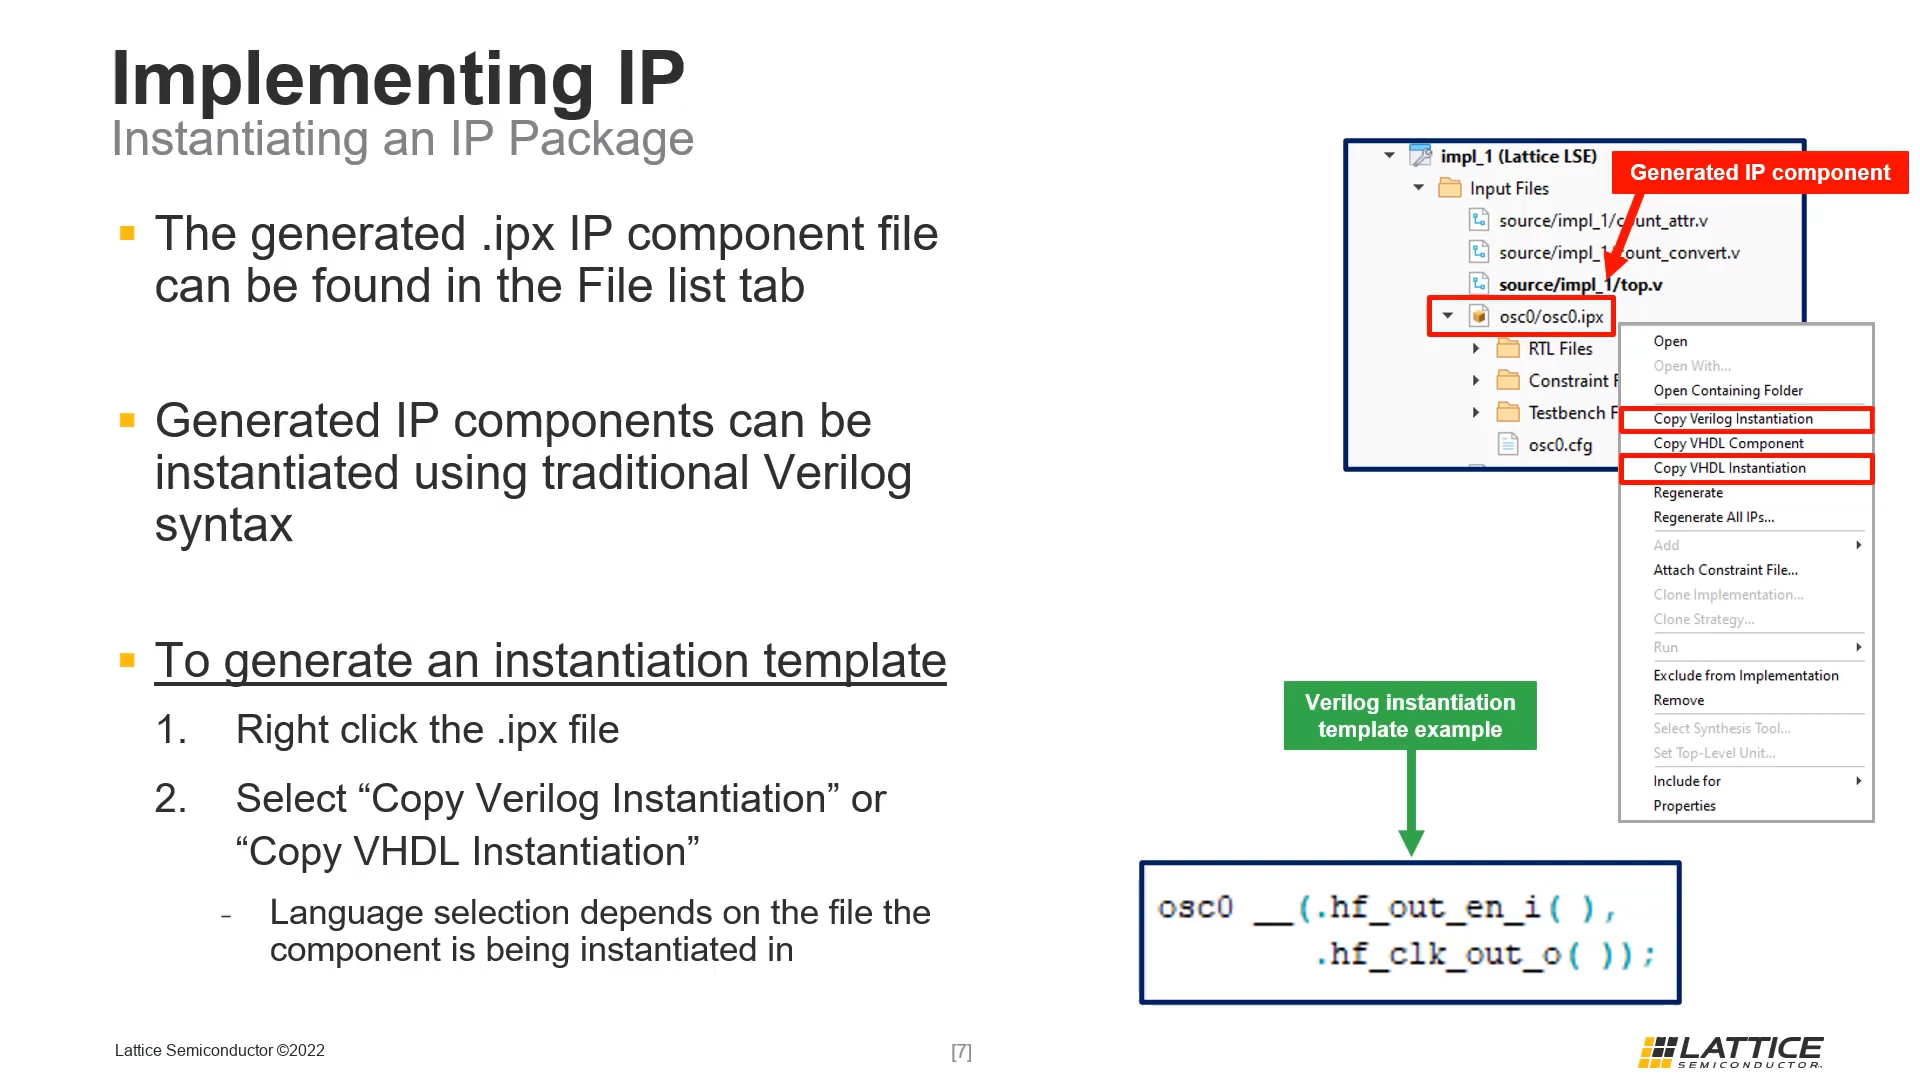 Implementing IP
Instantiating an IP Package
The generated .ipx IP component file
can be found in the File list tab
Generated IP components can be
instantiated using traditional Verilog
syntax
To generate an instantiation template
1. Right click the .ipx file
2. Select “Copy Verilog Instantiation” or
“Copy VHDL Instantiation”
- Language selection depends on the file the
component is being instantiated in
impl_1 (Lattice LSE)
Generated IP component
Input Files
source/impl_1/count_attr.v
source/impl_1/count_convert.v
source/impl_1/top.v
osc0/osc0.ipx
RTL Files
Constraint F
Testbench F
osc0.cfg
Open
Open With...
Open Containing Folder
Copy Verilog Instantiation
Copy VHDL Component
Copy VHDL Instantiation
Regenerate
Regenerate All IPs...
Add
Attach Constraint File...
Clone Implementation...
Clone Strategy...
Run
Exclude from Implementation
Remove
Select Synthesis Tool...
Set Top-Level Unit...
Include for
Properties
Verilog instantiation
template example
osc0 __(.hf_out_en_i( ),
.hf_clk_out_o( ));
Lattice Semiconductor ©2022
[7]
LATTICE
SEMICONDUCTOR